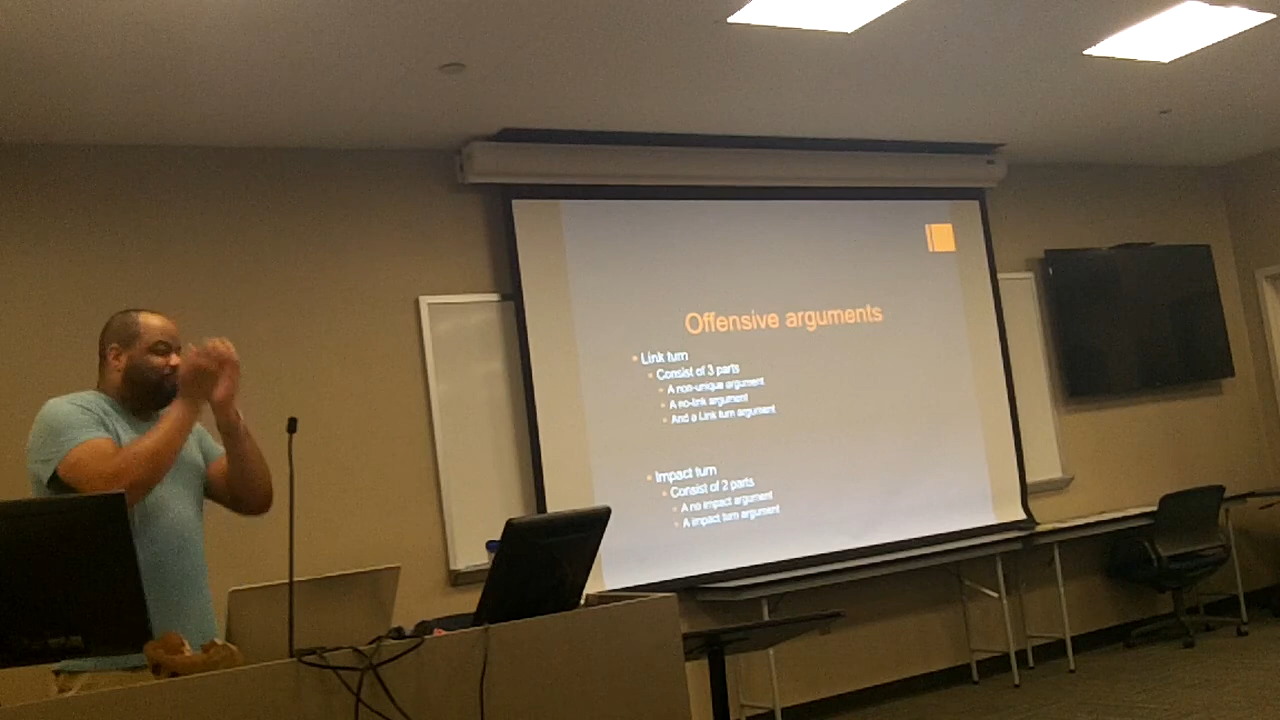 Offensive arguments
Link turn
Consist of 3 parts
A non-unique argument
A no-link argument
And a Link turn argument
Impact turn
Consist of 2 parts
A no impact argument
A impact turn argument